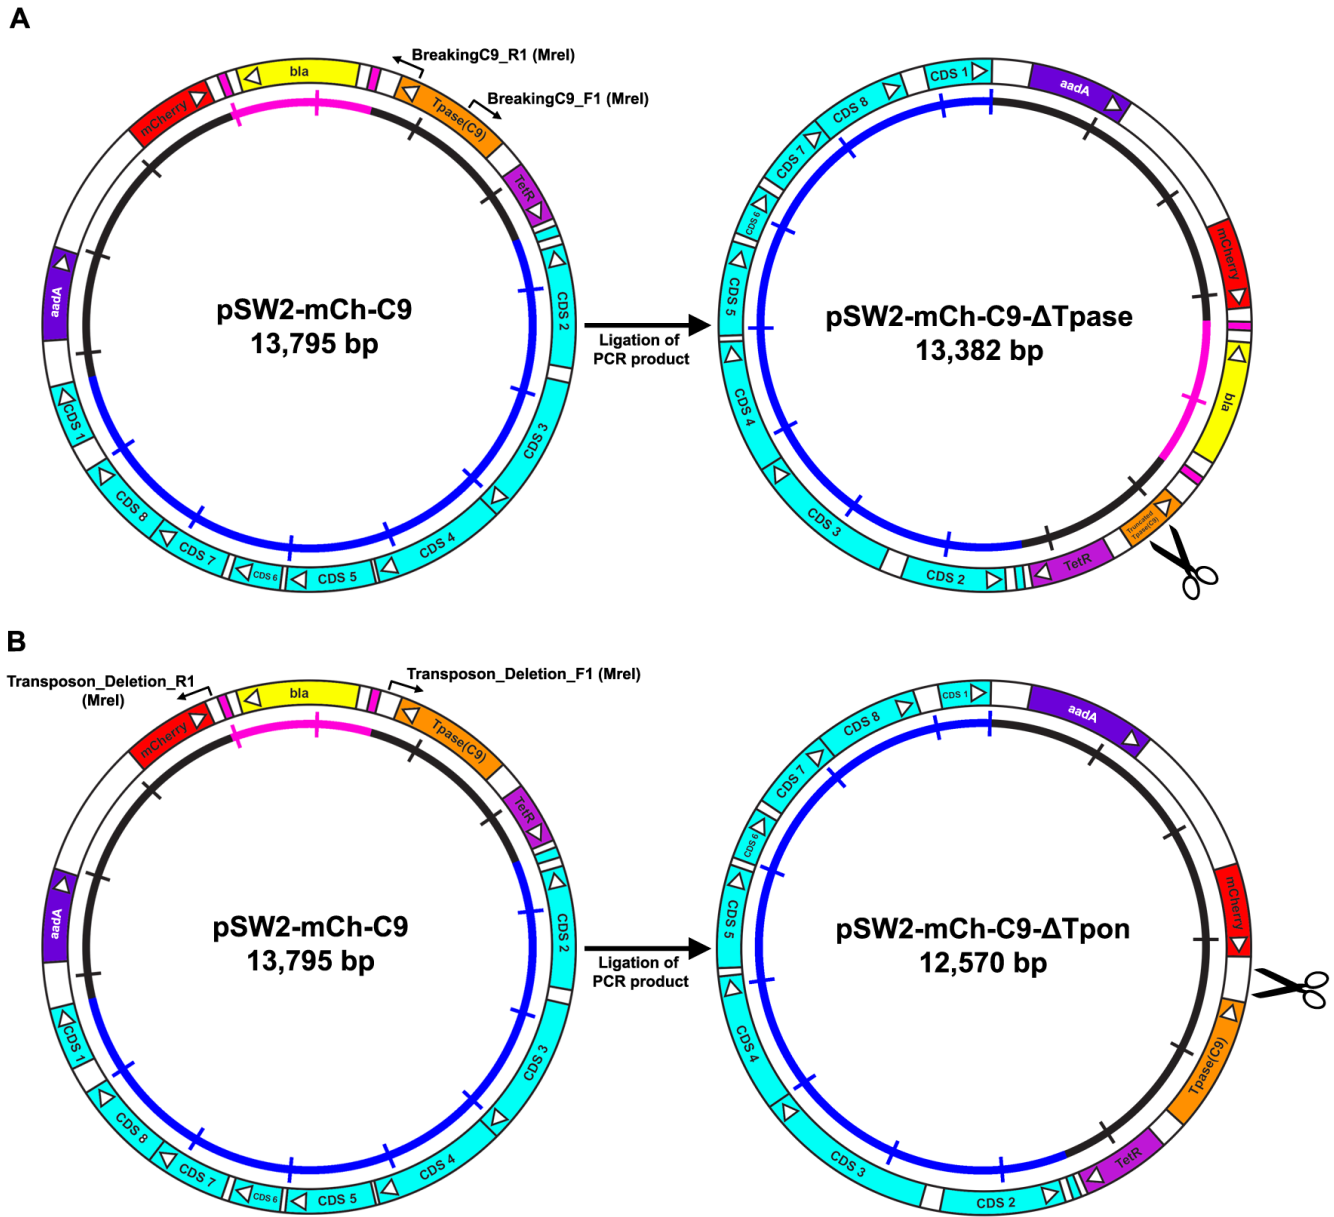 A
BreakingC9_R1 (MreI)
BreakingC9_F1 (MreI)
bla
mCherry
Tpase(C9)
TetR
aadA
CDS 2
CDS 3
CDS 4
CDS 5
CDS 6
CDS 7
CDS 8
CDS 1
pSW2-mCh-C9
13,795 bp
Ligation of
PCR product
CDS 1
aadA
CDS 8
CDS 7
CDS 6
CDS 5
CDS 4
CDS 3
CDS 2
TetR
Truncated
Tpase(C9)
bla
mCherry
pSW2-mCh-C9-ΔTpase
13,382 bp
B
Transposon_Deletion_R1
(MreI)
Transposon_Deletion_F1 (MreI)
bla
mCherry
Tpase(C9)
TetR
aadA
CDS 2
CDS 3
CDS 4
CDS 5
CDS 6
CDS 7
CDS 8
CDS 1
pSW2-mCh-C9
13,795 bp
Ligation of
PCR product
CDS 1
aadA
CDS 8
CDS 7
CDS 6
CDS 5
CDS 4
CDS 3
CDS 2
TetR
Tpase(C9)
mCherry
pSW2-mCh-C9-ΔTpon
12,570 bp